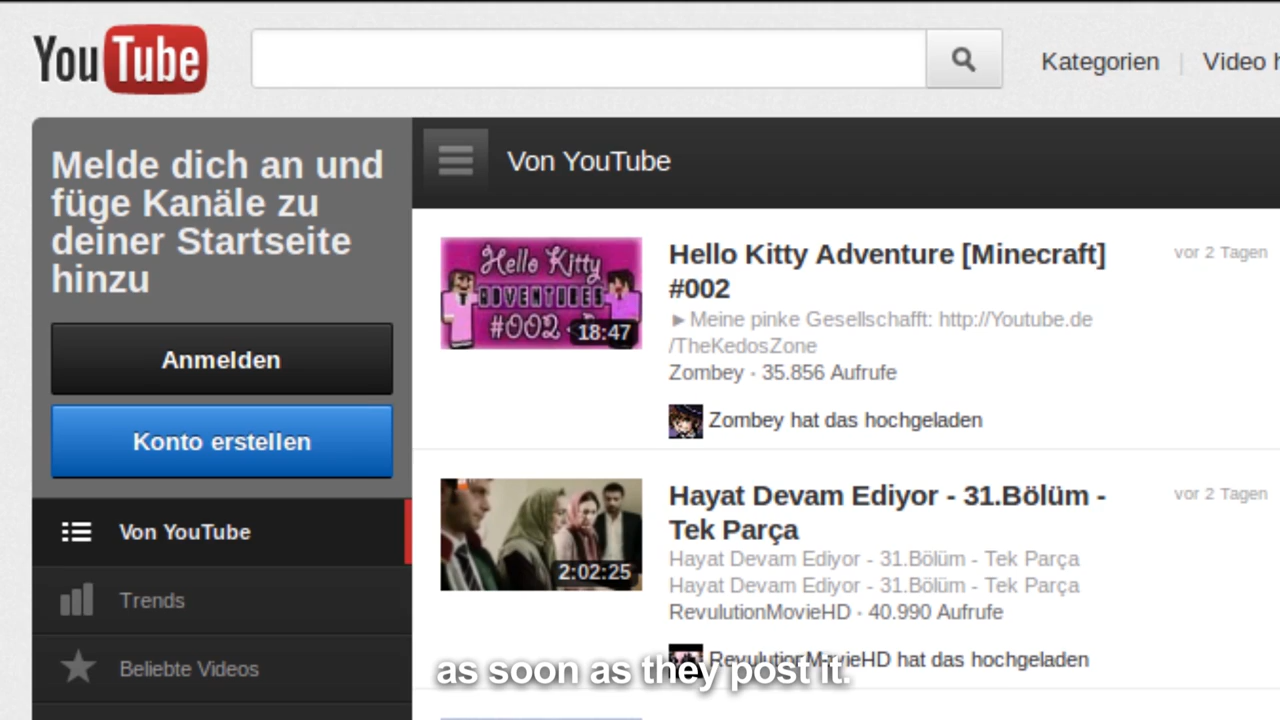 YouTube
Kategorien | Video h
Melde dich an und
füge Kanäle zu
deiner Startseite
hinzu
Anmelden
Konto erstellen
Von YouTube
Trends
Beliebte Videos
Von YouTube
Hello Kitty
ADVENTURES
#002
18:47
Hello Kitty Adventure [Minecraft]
#002
vor 2 Tagen
►Meine pinke Gesellschafft: http://Youtube.de
/TheKedosZone
Zombey · 35.856 Aufrufe
Zombey hat das hochgeladen
2:02:25
Hayat Devam Ediyor - 31.Bölüm -
Tek Parça
vor 2 Tagen
Hayat Devam Ediyor - 31.Bölüm - Tek Parça
Hayat Devam Ediyor - 31.Bölüm - Tek Parça
RevulutionMovieHD · 40.990 Aufrufe
RevulutionMovieHD hat das hochgeladen
as soon as they post it.